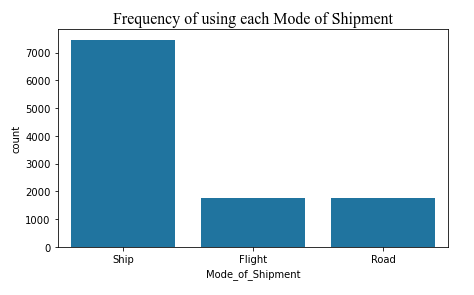 Frequency of using each Mode of Shipment
7000
6000
5000
4000
3000
2000
1000
0
count
Ship Flight Road
Mode_of_Shipment